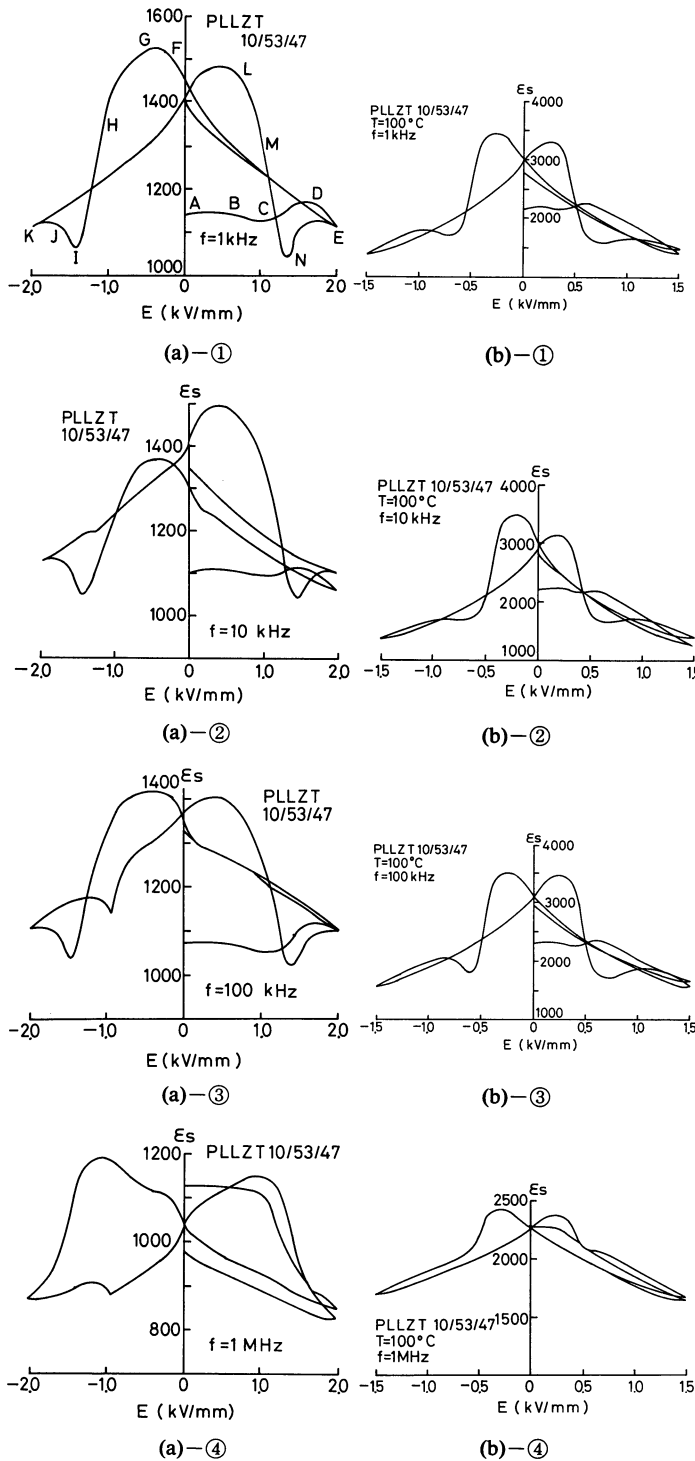 1600
PLLZT
10/53/47
G
F
L
1400
H
M
1200
A
B
C
D
K
J
E
I
f=1kHz
N
1000
-2.0
-1.0
0
1.0
2.0
E (kV/mm)
(a)-①
εs
4000
PLLZT 10/53/47
T=100°C
f=1kHz
3000
2000
-1.5
-1.0
-0.5
0
0.5
1.0
1.5
E (kV/mm)
(b)-①
εs
PLLZT
10/53/47
1400
1200
1000
f=10 kHz
-2.0
-1.0
0
1.0
2.0
E (kV/mm)
(a)-②
εs
PLLZT 10/53/47
4000
T=100°C
f=10 kHz
3000
2000
1000
-1.5
-1.0
-0.5
0
0.5
1.0
1.5
E (kV/mm)
(b)-②
1400
εs
PLLZT
10/53/47
1200
1000
f=100 kHz
-2.0
-1.0
0
1.0
2.0
E (kV/mm)
(a)-③
εs
4000
PLLZT 10/53/47
T=100°C
f=100 kHz
3000
2000
1000
-1.5
-1.0
-0.5
0
0.5
1.0
1.5
E (kV/mm)
(b)-③
εs
1200
PLLZT 10/53/47
1000
800
f=1 MHz
-2.0
-1.0
0
1.0
2.0
E (kV/mm)
(a)-④
2500
εs
2000
1500
PLLZT 10/53/47
T=100°C
f=1MHz
-1.5
-1.0
-0.5
0
0.5
1.0
1.5
E (kV/mm)
(b)-④